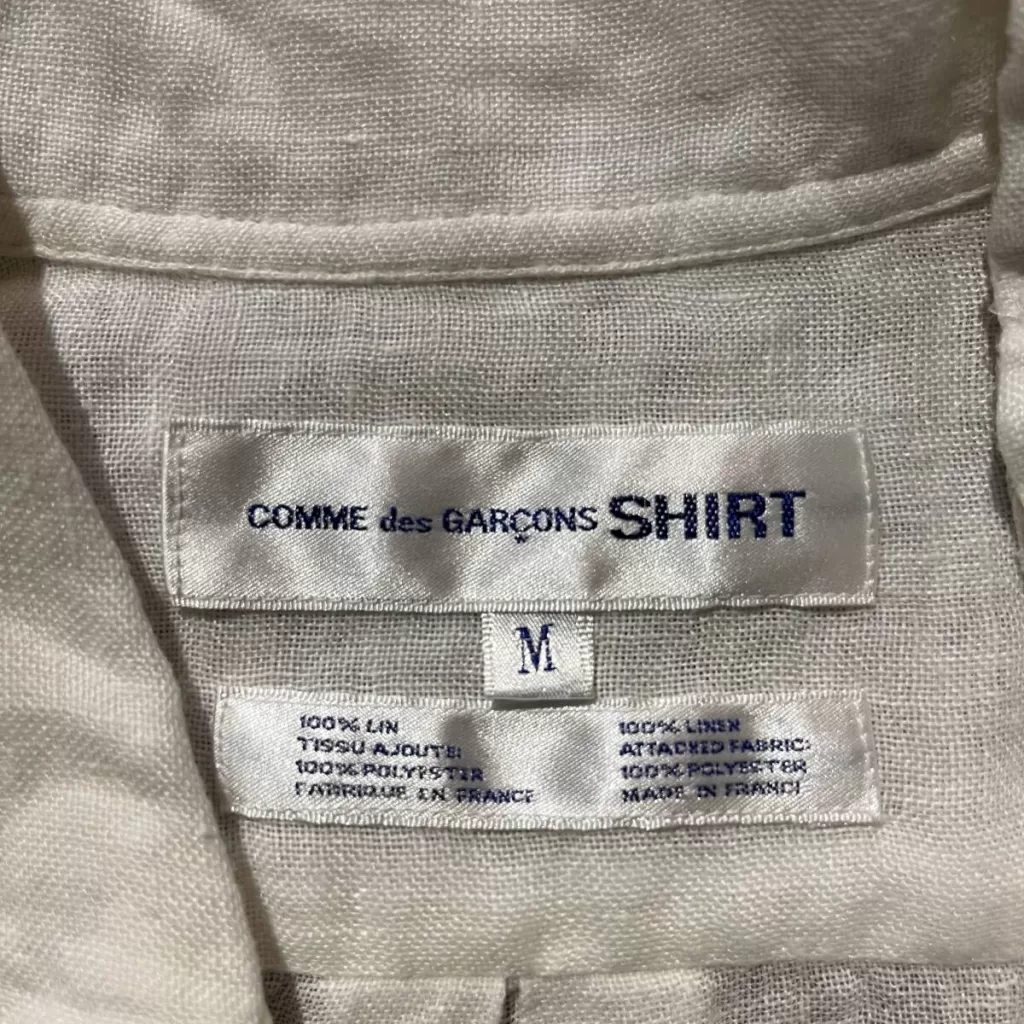 COMME des GARÇONS SHIRT
M
100% LIN
TISSU AJOUTE:
100% POLYESTER
FABRIQUE EN FRANCE
100% LINEN
ATTACHED FABRIC:
100% POLYESTER
MADE IN FRANCE